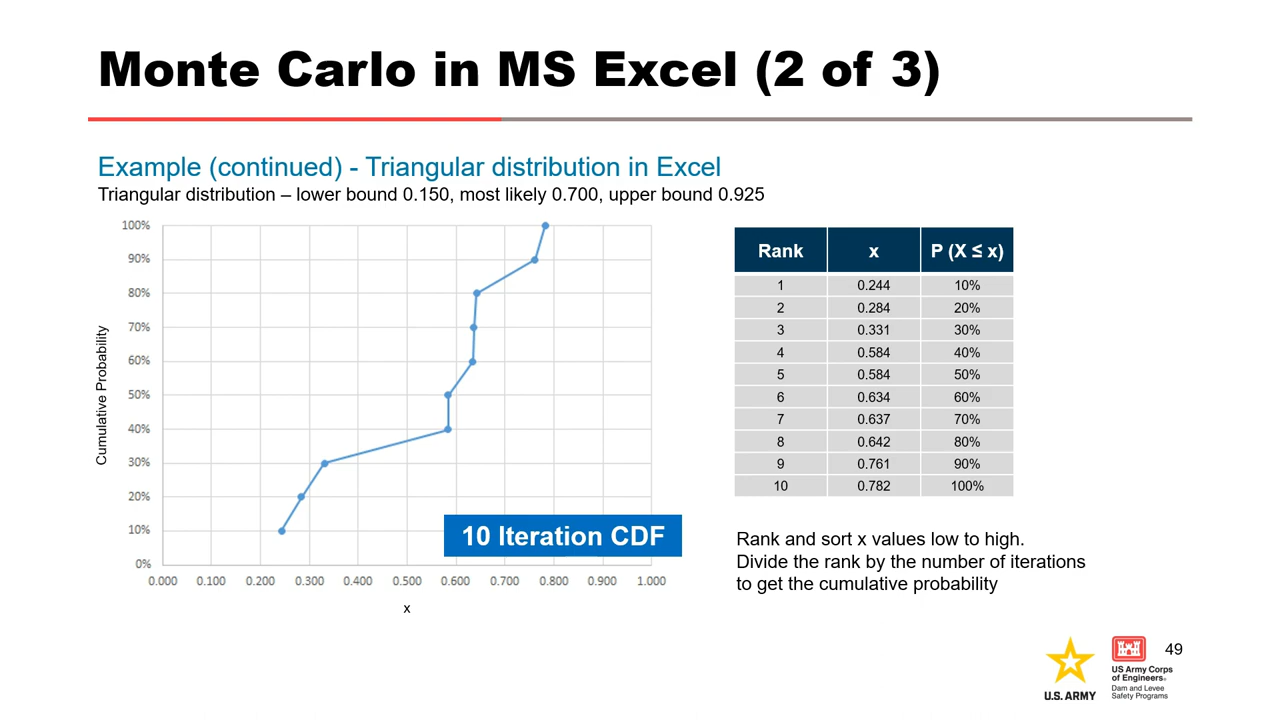 Monte Carlo in MS Excel (2 of 3)
Example (continued) - Triangular distribution in Excel
Triangular distribution – lower bound 0.150, most likely 0.700, upper bound 0.925
100%
90%
80%
70%
60%
50%
40%
30%
20%
10%
0%
Cumulative Probability
0.000 0.100 0.200 0.300 0.400 0.500 0.600 0.700 0.800 0.900 1.000
x
10 Iteration CDF
Rank x P (X ≤ x)
1 0.244 10%
2 0.284 20%
3 0.331 30%
4 0.584 40%
5 0.584 50%
6 0.634 60%
7 0.637 70%
8 0.642 80%
9 0.761 90%
10 0.782 100%
Rank and sort x values low to high.
Divide the rank by the number of iterations
to get the cumulative probability
49
U.S. ARMY
US Army Corps
of Engineers®
Dam and Levee
Safety Programs